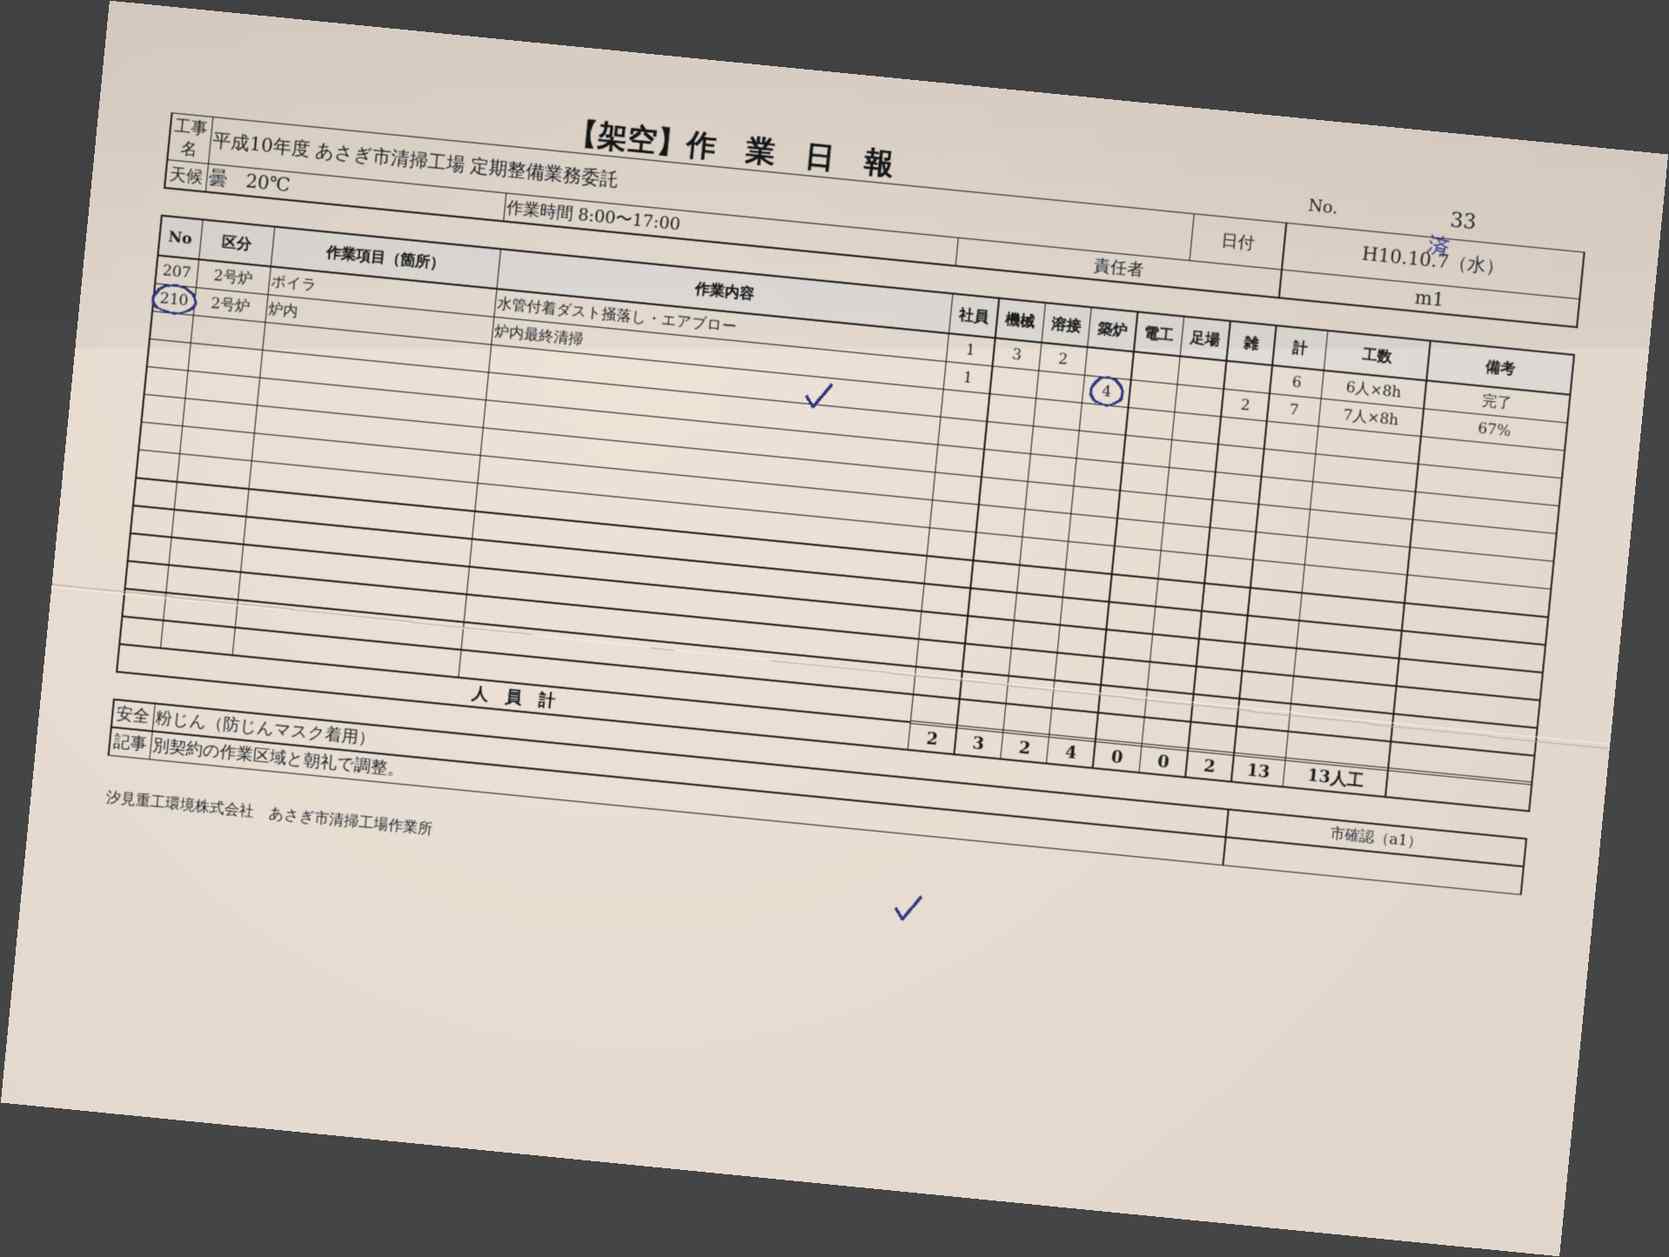 【架空】作 業 日 報
No. 33
工事名 平成10年度 あさぎ市清掃工場 定期整備業務委託 日付 H10.10.7（水）
済
天候 曇 20℃ 作業時間 8:00〜17:00 責任者 m1
No 区分 作業項目（箇所） 作業内容 社員 機械 溶接 築炉 電工 足場 雑 計 工数 備考
207 2号炉 ボイラ 水管付着ダスト掻落し・エアブロー 1 3 2 6 6人×8h 完了
210 2号炉 炉内 炉内最終清掃 1 4 2 7 7人×8h 67%
人 員 計 2 3 2 4 0 0 2 13 13人工
安全 粉じん（防じんマスク着用） 市確認（a1）
記事 別契約の作業区域と朝礼で調整。
汐見重工環境株式会社 あさぎ市清掃工場作業所